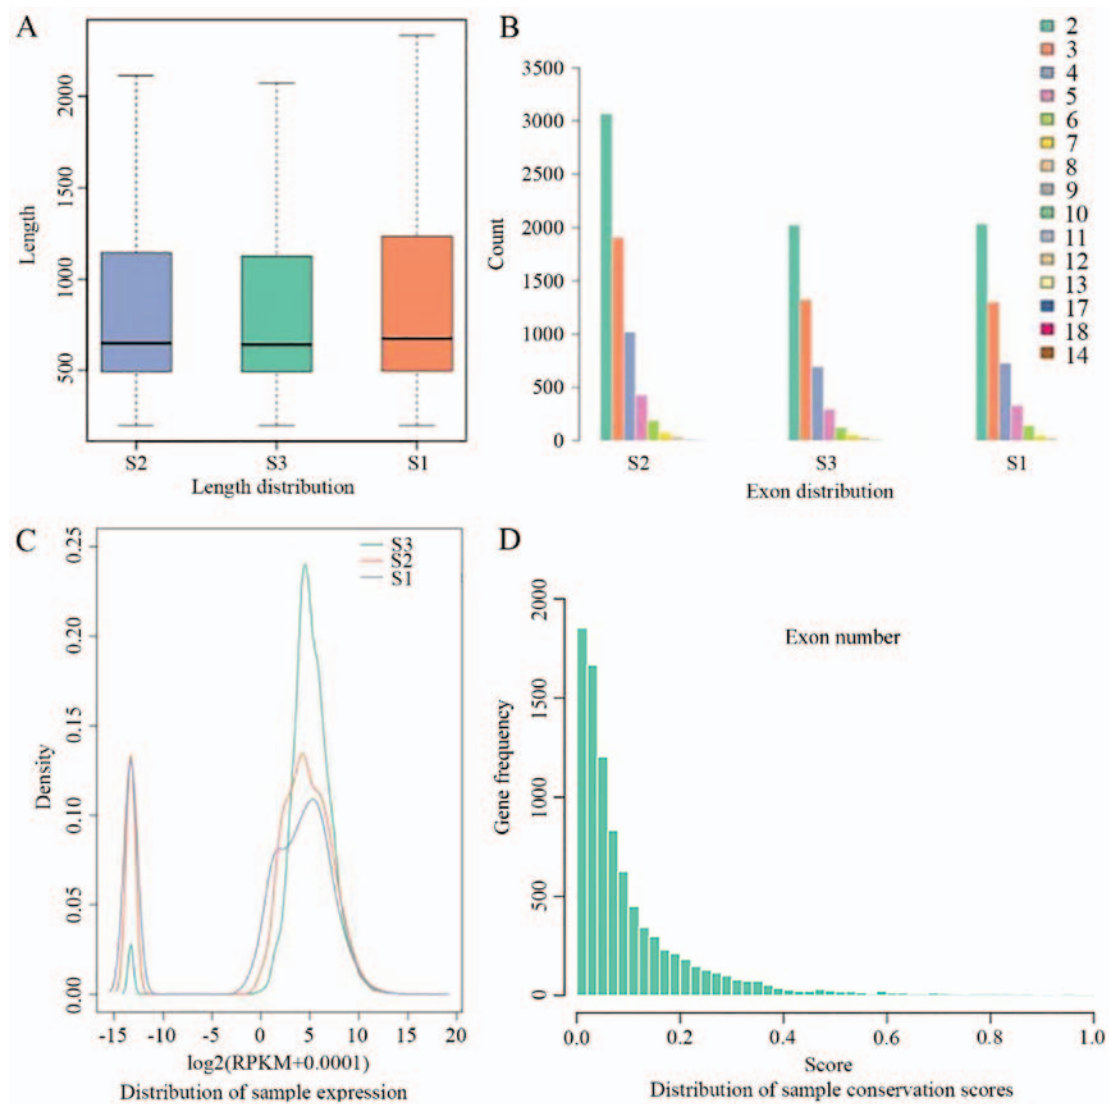 A
Length
2000
1500
1000
500
S2 S3 S1
Length distribution
B
Count
3500
3000
2500
2000
1500
1000
500
0
S2 S3 S1
Exon distribution
2
3
4
5
6
7
8
9
10
11
12
13
17
18
14
C
Density
0.25
0.20
0.15
0.10
0.05
0.00
S3
S2
S1
-15 -10 -5 0 5 10 15 20
log2(RPKM+0.0001)
Distribution of sample expression
D
Gene frequency
2000
1500
1000
500
0
Exon number
0.0 0.2 0.4 0.6 0.8 1.0
Score
Distribution of sample conservation scores